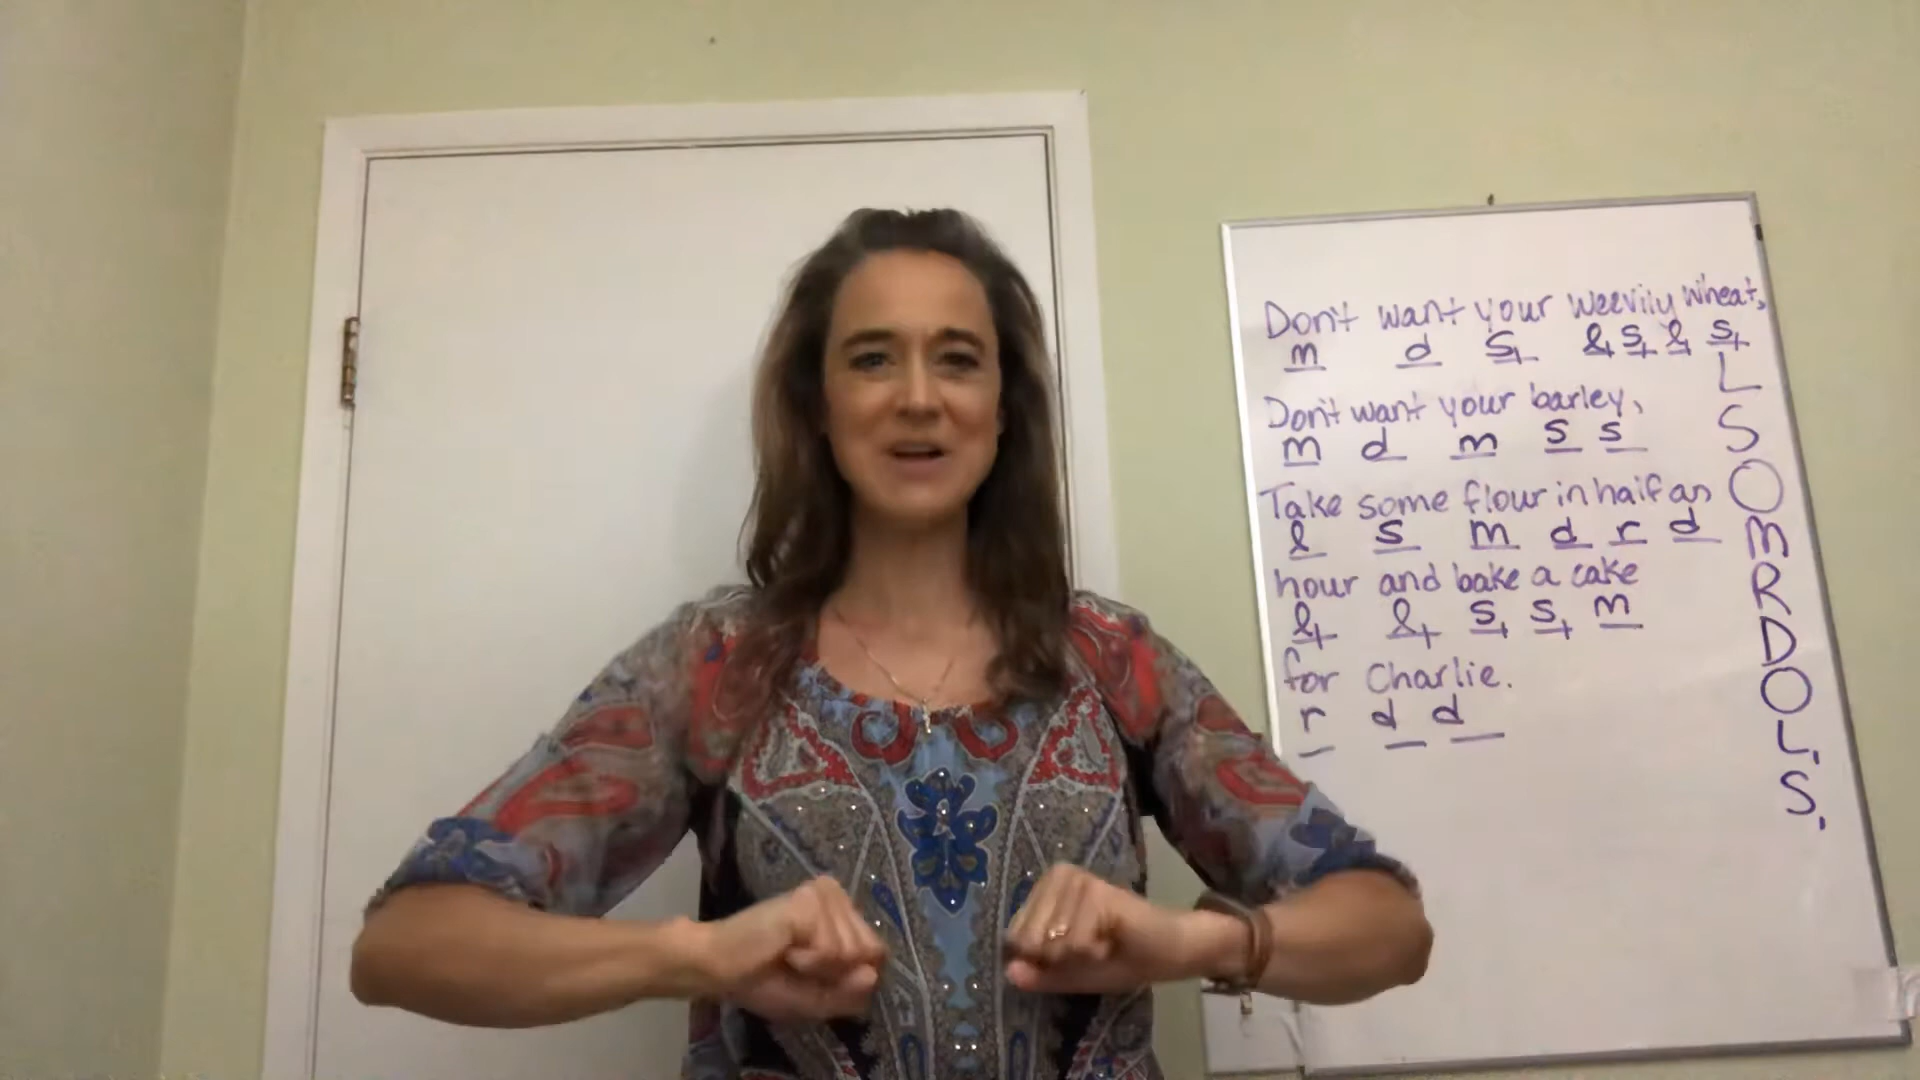 Don't want your weevily wheat,
m d s, l, s, l, s,
Don't want your barley,
m d m s s
Take some flour in half an
l s m d r d
hour and bake a cake
l, l, s, s, m
for Charlie.
r d d
L
S
O
m
R
D
O
L,
S,